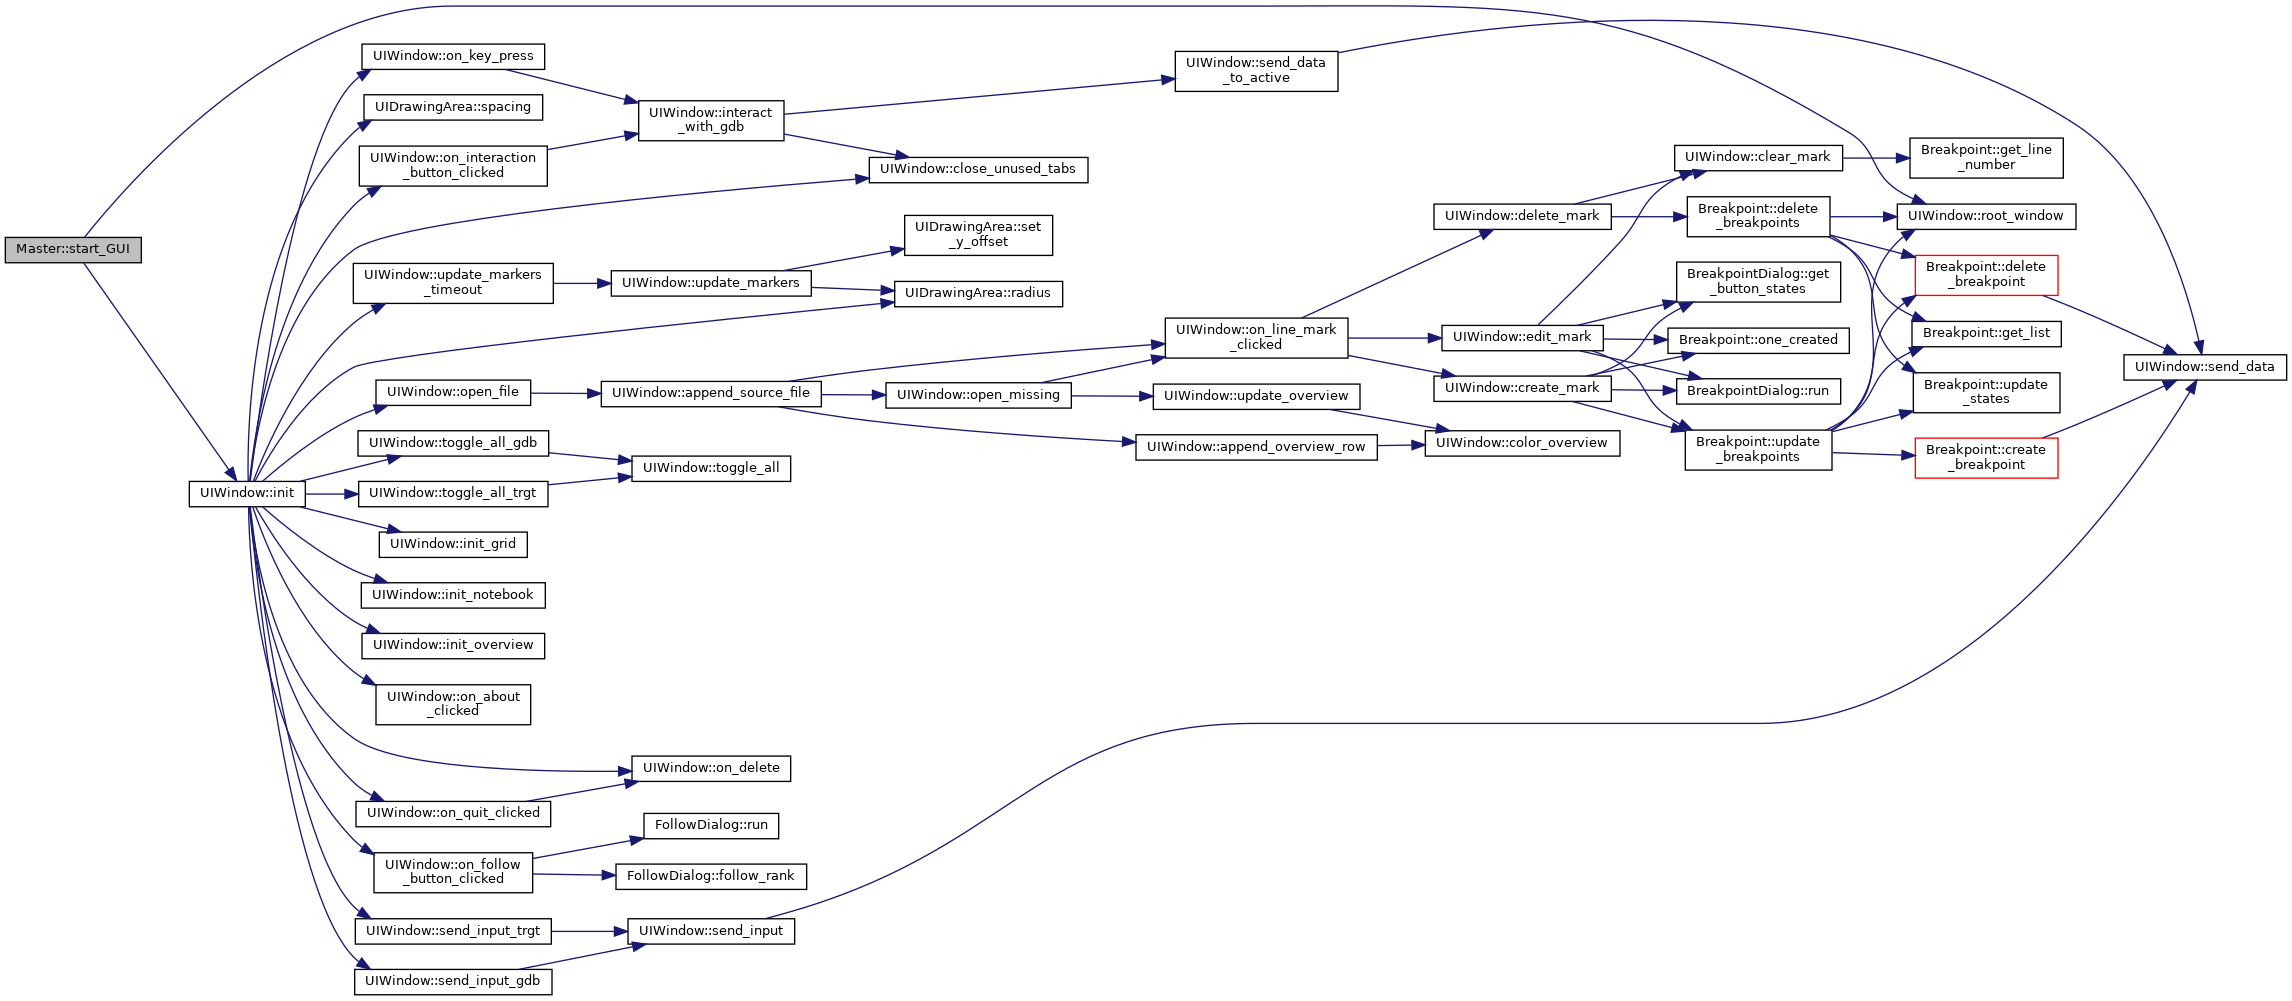 Master::start_GUI
UIWindow::init
UIWindow::on_key_press
UIDrawingArea::spacing
UIWindow::on_interaction
_button_clicked
UIWindow::update_markers
_timeout
UIWindow::open_file
UIWindow::toggle_all_gdb
UIWindow::toggle_all_trgt
UIWindow::init_grid
UIWindow::init_notebook
UIWindow::init_overview
UIWindow::on_about
_clicked
UIWindow::on_quit_clicked
UIWindow::on_follow
_button_clicked
UIWindow::send_input_trgt
UIWindow::send_input_gdb
UIWindow::interact
_with_gdb
UIWindow::update_markers
UIWindow::append_source_file
UIWindow::toggle_all
UIWindow::on_delete
FollowDialog::run
FollowDialog::follow_rank
UIWindow::send_input
UIWindow::close_unused_tabs
UIDrawingArea::set
_y_offset
UIDrawingArea::radius
UIWindow::open_missing
UIWindow::send_data
_to_active
UIWindow::on_line_mark
_clicked
UIWindow::update_overview
UIWindow::append_overview_row
UIWindow::delete_mark
UIWindow::edit_mark
UIWindow::create_mark
UIWindow::color_overview
UIWindow::clear_mark
Breakpoint::delete
_breakpoints
BreakpointDialog::get
_button_states
Breakpoint::one_created
BreakpointDialog::run
Breakpoint::update
_breakpoints
Breakpoint::get_line
_number
UIWindow::root_window
Breakpoint::delete
_breakpoint
Breakpoint::get_list
Breakpoint::update
_states
Breakpoint::create
_breakpoint
UIWindow::send_data